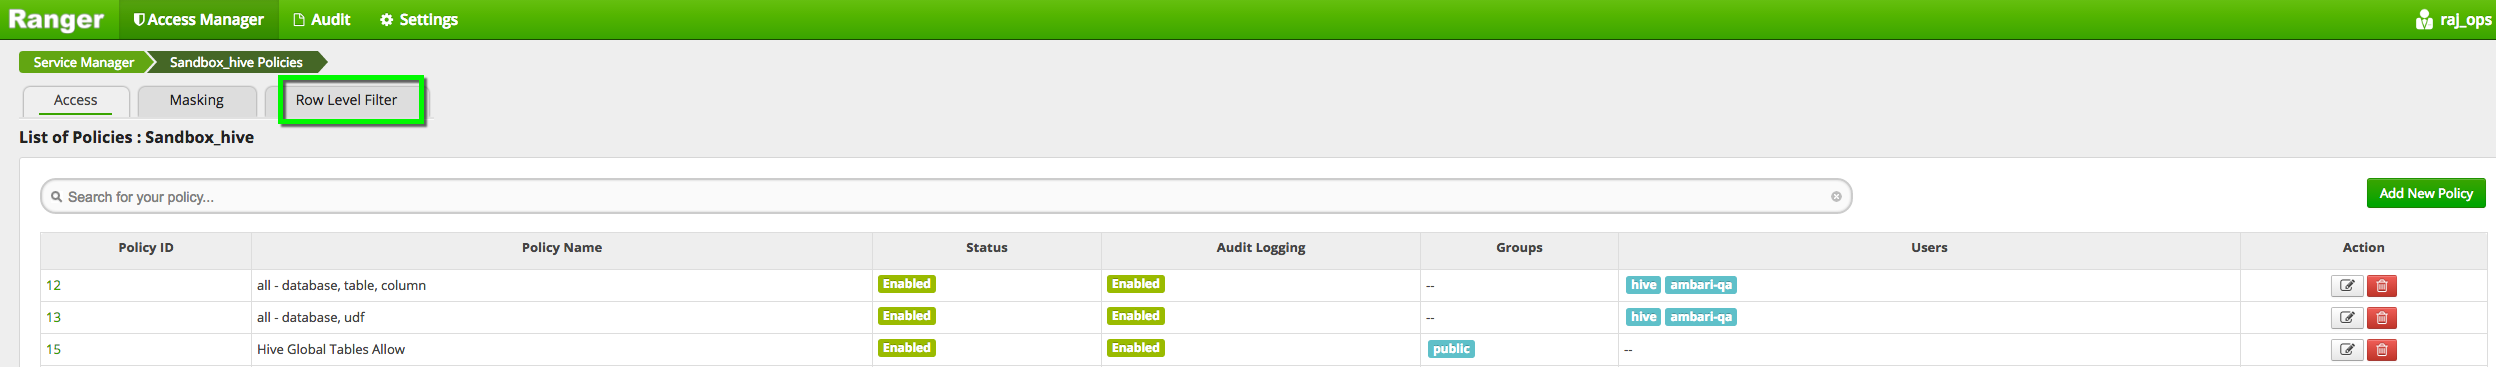 Ranger Access Manager Audit Settings raj_ops
Service Manager Sandbox_hive Policies
Access Masking Row Level Filter
List of Policies : Sandbox_hive
Search for your policy... Add New Policy
Policy ID Policy Name Status Audit Logging Groups Users Action
12 all - database, table, column Enabled Enabled -- hive ambari-qa
13 all - database, udf Enabled Enabled -- hive ambari-qa
15 Hive Global Tables Allow Enabled Enabled public --